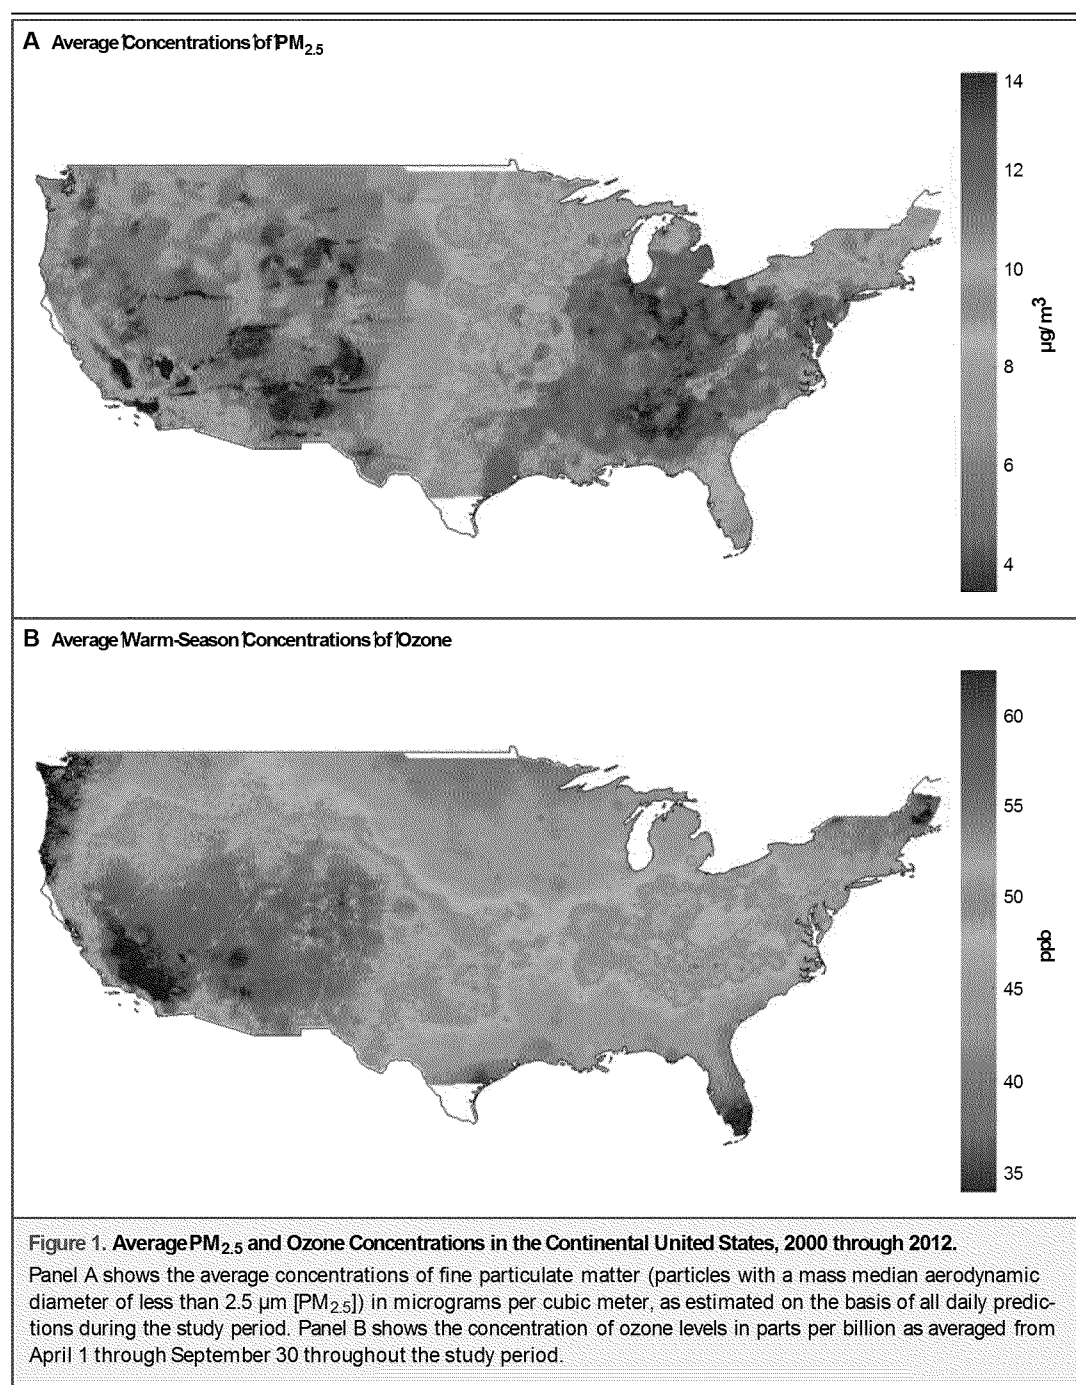 A Average Concentrations of PM2.5
14
12
10
8
6
4
µg/m3
B Average Warm-Season Concentrations of Ozone
60
55
50
45
40
35
ppb
Figure 1. Average PM2.5 and Ozone Concentrations in the Continental United States, 2000 through 2012.
Panel A shows the average concentrations of fine particulate matter (particles with a mass median aerodynamic
diameter of less than 2.5 µm [PM2.5]) in micrograms per cubic meter, as estimated on the basis of all daily predic-
tions during the study period. Panel B shows the concentration of ozone levels in parts per billion as averaged from
April 1 through September 30 throughout the study period.